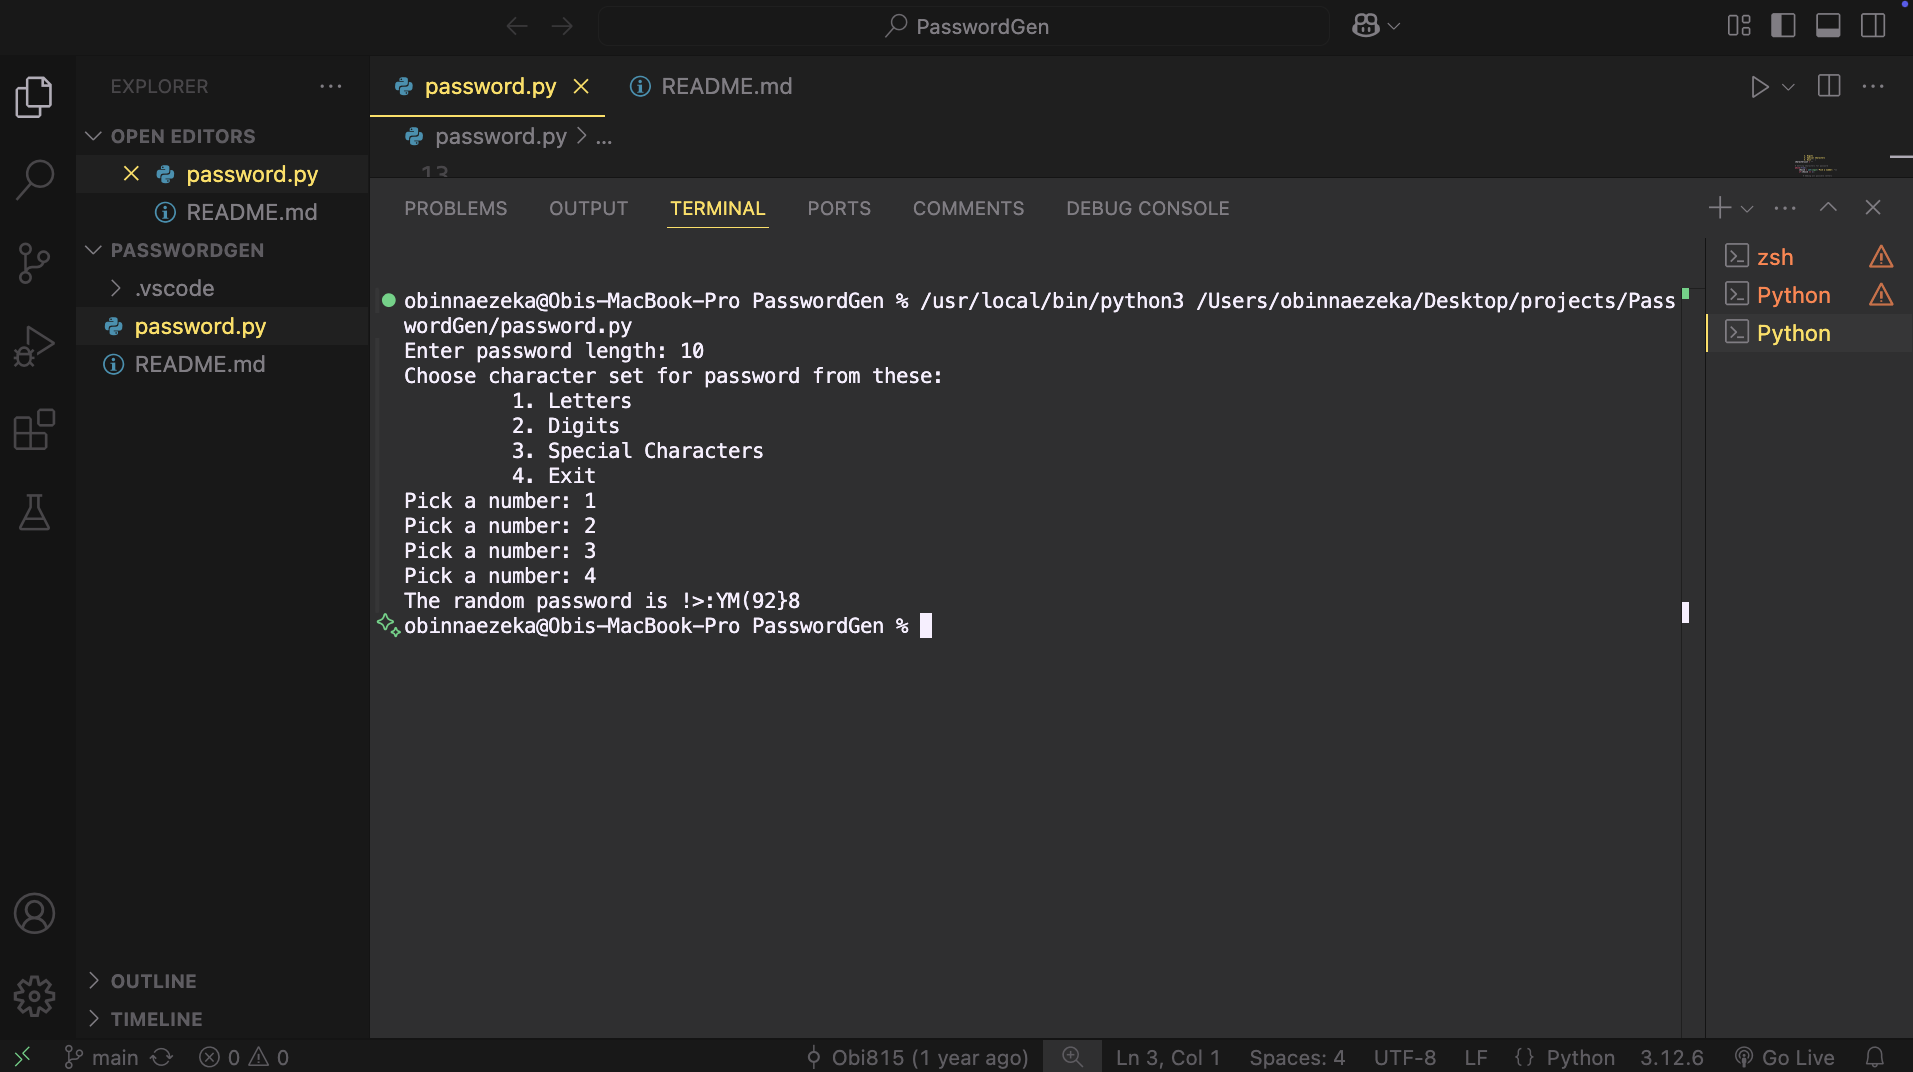 PasswordGen
EXPLORER
OPEN EDITORS
password.py
README.md
PASSWORDGEN
.vscode
password.py
README.md
OUTLINE
TIMELINE
password.py
README.md
password.py > ...
13
PROBLEMS OUTPUT TERMINAL PORTS COMMENTS DEBUG CONSOLE
obinnaezeka@Obis-MacBook-Pro PasswordGen % /usr/local/bin/python3 /Users/obinnaezeka/Desktop/projects/Pass
wordGen/password.py
Enter password length: 10
Choose character set for password from these:
1. Letters
2. Digits
3. Special Characters
4. Exit
Pick a number: 1
Pick a number: 2
Pick a number: 3
Pick a number: 4
The random password is !>:YM(92}8
obinnaezeka@Obis-MacBook-Pro PasswordGen %
zsh
Python
Python
main 0 0 Obi815 (1 year ago) Ln 3, Col 1 Spaces: 4 UTF-8 LF {} Python 3.12.6 Go Live